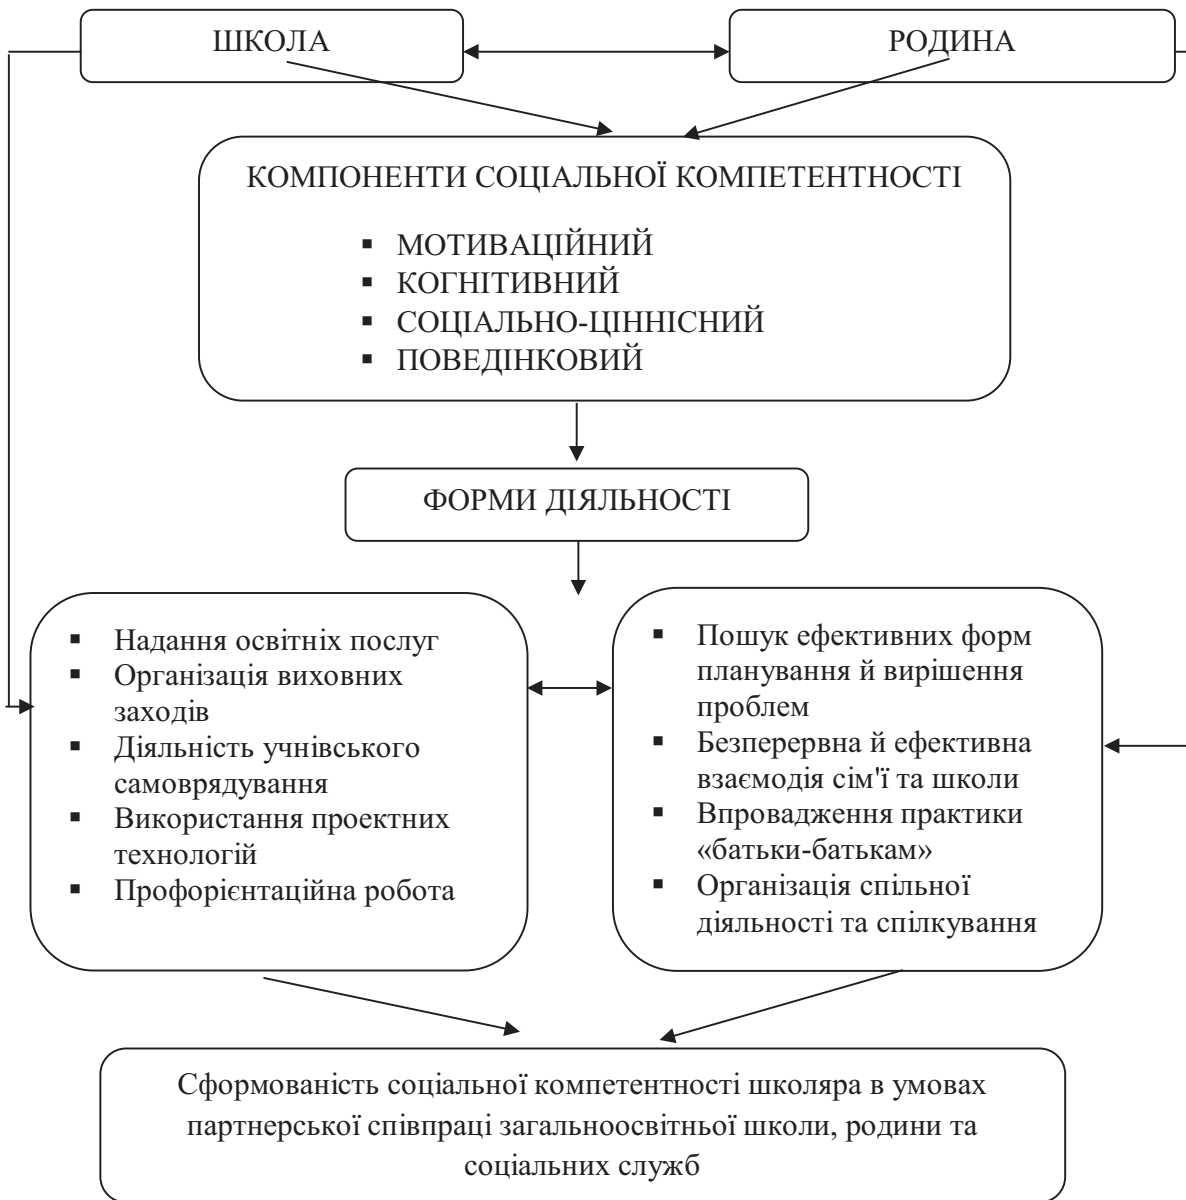 ШКОЛА
РОДИНА
КОМПОНЕНТИ СОЦІАЛЬНОЇ КОМПЕТЕНТНОСТІ
▪ МОТИВАЦІЙНИЙ
▪ КОГНІТИВНИЙ
▪ СОЦІАЛЬНО-ЦІННІСНИЙ
▪ ПОВЕДІНКОВИЙ
ФОРМИ ДІЯЛЬНОСТІ
▪ Надання освітніх послуг
▪ Організація виховних
заходів
▪ Діяльність учнівського
самоврядування
▪ Використання проектних
технологій
▪ Профорієнтаційна робота
▪ Пошук ефективних форм
планування й вирішення
проблем
▪ Безперервна й ефективна
взаємодія сім'ї та школи
▪ Впровадження практики
«батьки-батькам»
▪ Організація спільної
діяльності та спілкування
Сформованість соціальної компетентності школяра в умовах
партнерської співпраці загальноосвітньої школи, родини та
соціальних служб